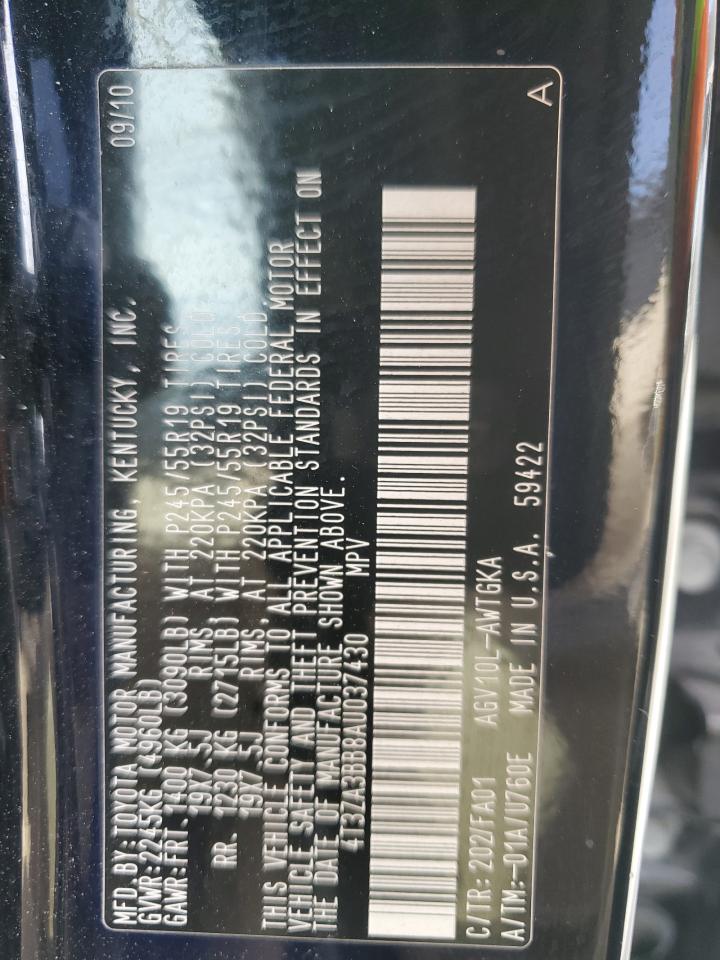 MFD.BY:TOYOTA MOTOR MANUFACTURING, KENTUCKY, INC. 09/10
GVWR:2245KG (4960LB)
GAWR:FRT.1400 KG (3090LB) WITH P245/55R19 TIRES,
19X7.5J RIMS, AT 220KPA (32PSI) COLD
RR. 1230 KG (2715LB) WITH P245/55R19 TIRES,
19X7.5J RIMS, AT 220KPA (32PSI) COLD.
THIS VEHICLE CONFORMS TO ALL APPLICABLE FEDERAL MOTOR
VEHICLE SAFETY AND THEFT PREVENTION STANDARDS IN EFFECT ON
THE DATE OF MANUFACTURE SHOWN ABOVE.
4T3ZA3BB8AU037430 MPV
C/TR:202/FA01 AGV10L-AWTGKA
A/TM:-01A/U760E MADE IN U.S.A. 59422 A